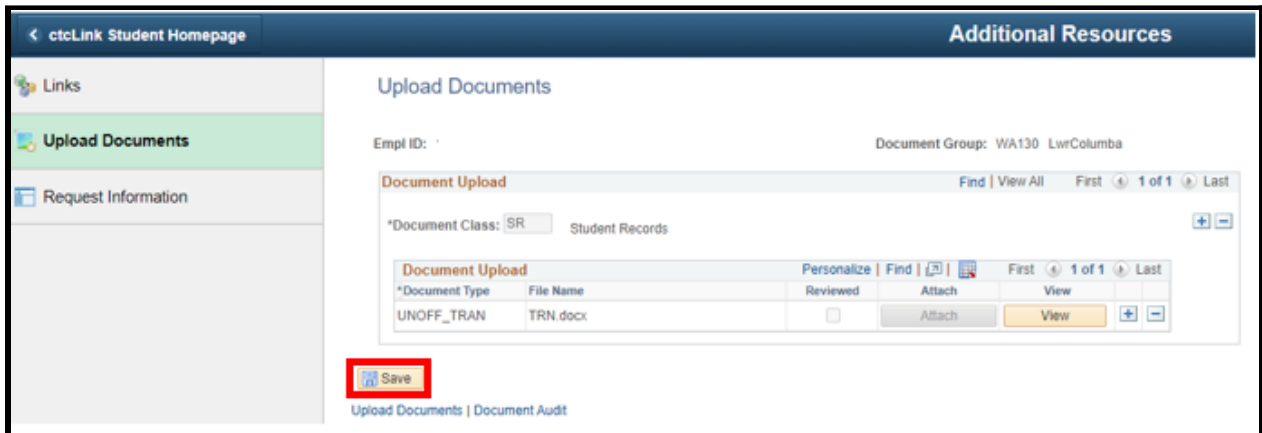 ctcLink Student Homepage
Additional Resources
Links
Upload Documents
Request Information
Upload Documents
Empl ID:
Document Group: WA130 LwrColumba
Document Upload
Find | View All First 1 of 1 Last
*Document Class: SR Student Records
Document Upload
Personalize | Find | First 1 of 1 Last
*Document Type File Name Reviewed Attach View
UNOFF_TRAN TRN.docx Attach View
Save
Upload Documents | Document Audit